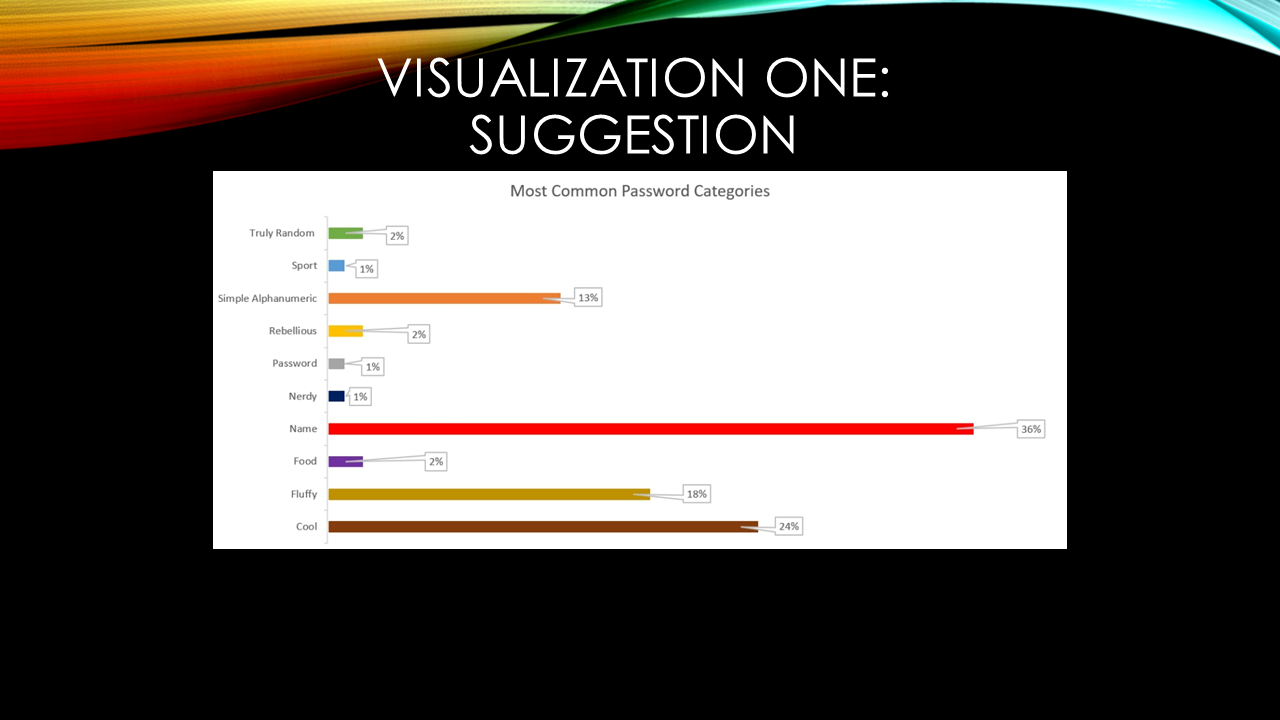 VISUALIZATION ONE:
SUGGESTION
Most Common Password Categories
Truly Random 2%
Sport 1%
Simple Alphanumeric 13%
Rebellious 2%
Password 1%
Nerdy 1%
Name 36%
Food 2%
Fluffy 18%
Cool 24%